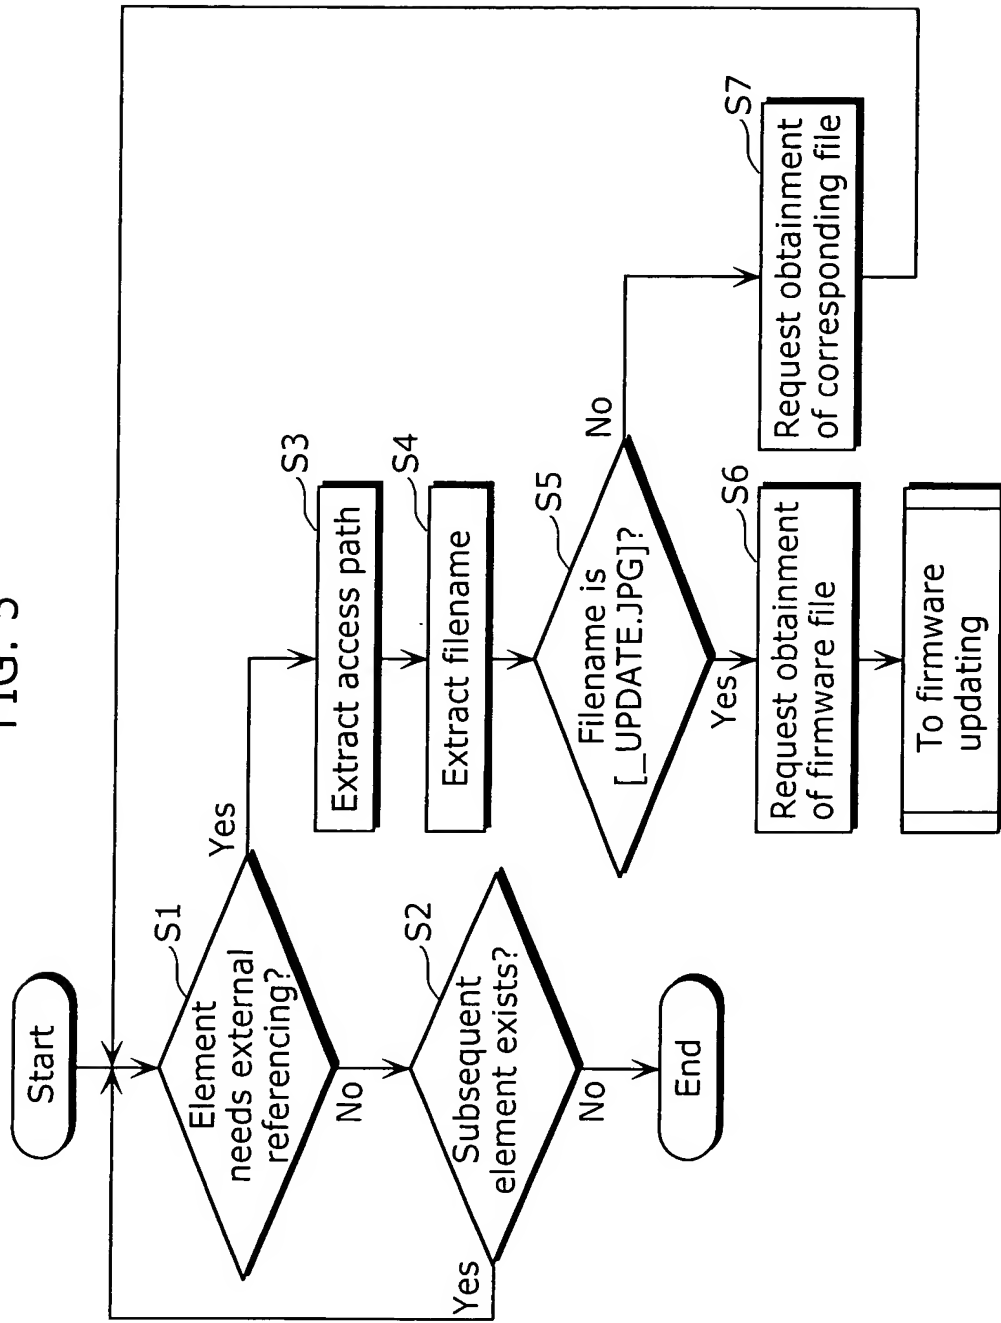 FIG. 5
Start
S1
Element
needs external
referencing?
Yes
No
S2
Subsequent
element exists?
Yes
No
End
S3
Extract access path
S4
Extract filename
S5
Filename is
[_UPDATE.JPG]?
No
Yes
S6
Request obtainment
of firmware file
To firmware
updating
S7
Request obtainment
of corresponding file